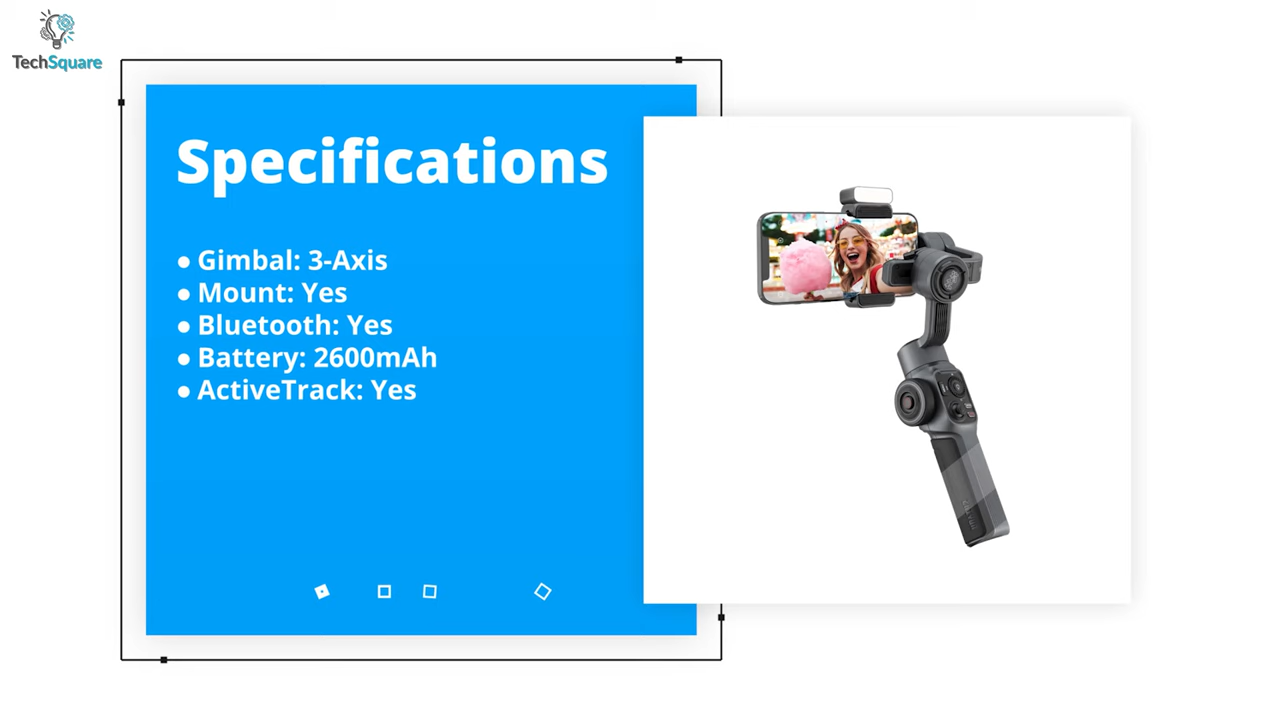 TechSquare
Specifications
● Gimbal: 3-Axis
● Mount: Yes
● Bluetooth: Yes
● Battery: 2600mAh
● ActiveTrack: Yes